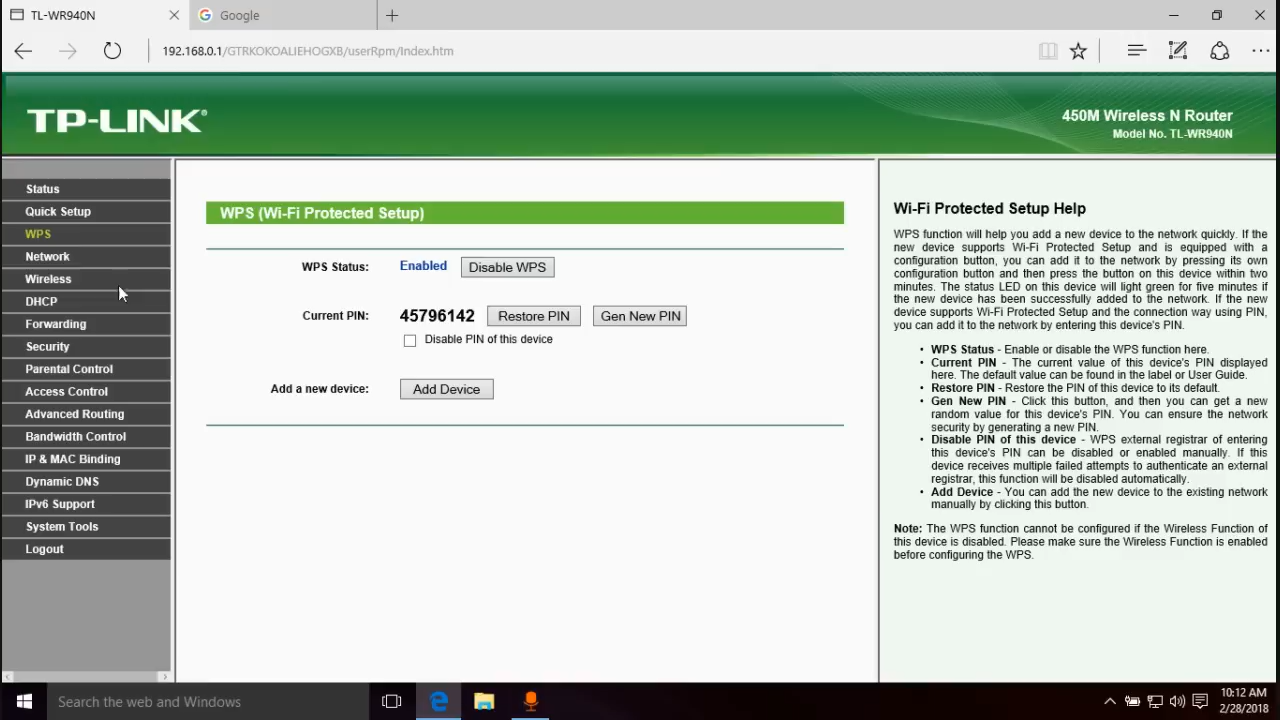 TL-WR940N
Google
192.168.0.1/GTRKOKOALIEHOGXB/userRpm/Index.htm
TP-LINK®
450M Wireless N Router
Model No. TL-WR940N
Status
Quick Setup
WPS
Network
Wireless
DHCP
Forwarding
Security
Parental Control
Access Control
Advanced Routing
Bandwidth Control
IP & MAC Binding
Dynamic DNS
IPv6 Support
System Tools
Logout
WPS (Wi-Fi Protected Setup)
WPS Status: Enabled Disable WPS
Current PIN: 45796142 Restore PIN Gen New PIN
Disable PIN of this device
Add a new device: Add Device
Wi-Fi Protected Setup Help
WPS function will help you add a new device to the network quickly. If the
new device supports Wi-Fi Protected Setup and is equipped with a
configuration button, you can add it to the network by pressing its own
configuration button and then press the button on this device within two
minutes. The status LED on this device will light green for five minutes if
the new device has been successfully added to the network. If the new
device supports Wi-Fi Protected Setup and the connection way using PIN,
you can add it to the network by entering this device's PIN.
• WPS Status - Enable or disable the WPS function here.
• Current PIN - The current value of this device's PIN displayed
here. The default value can be found in the label or User Guide.
• Restore PIN - Restore the PIN of this device to its default.
• Gen New PIN - Click this button, and then you can get a new
random value for this device's PIN. You can ensure the network
security by generating a new PIN.
• Disable PIN of this device - WPS external registrar of entering
this device's PIN can be disabled or enabled manually. If this
device receives multiple failed attempts to authenticate an external
registrar, this function will be disabled automatically.
• Add Device - You can add the new device to the existing network
manually by clicking this button.
Note: The WPS function cannot be configured if the Wireless Function of
this device is disabled. Please make sure the Wireless Function is enabled
before configuring the WPS.
Search the web and Windows
10:12 AM
2/28/2018